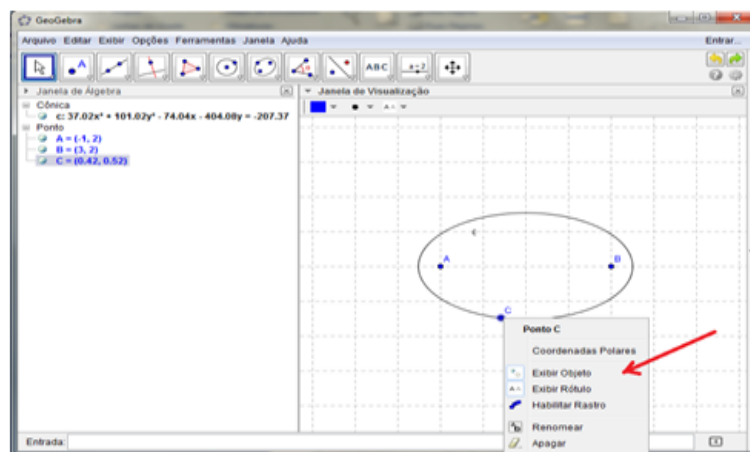 GeoGebra
Arquivo Editar Exibir Opções Ferramentas Janela Ajuda
Entrar...
A
ABC
a=2
Janela de Álgebra
Janela de Visualização
Cônica
c: 37.02x² + 101.02y² - 74.04x - 404.08y = -207.37
Ponto
A = (-1, 2)
B = (3, 2)
C = (0.42, 0.52)
c
A
B
C
Ponto C
Coordenadas Polares
Exibir Objeto
Exibir Rótulo
Habilitar Rastro
Renomear
Apagar
Entrada: